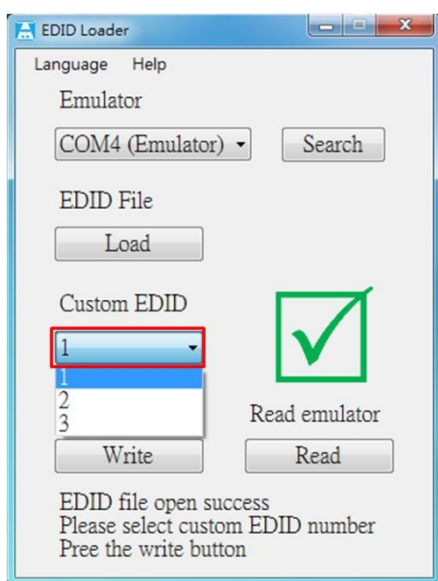 EDID Loader
Language Help
Emulator
COM4 (Emulator) Search
EDID File
Load
Custom EDID
1
1
2
3
Read emulator
Write Read
EDID file open success
Please select custom EDID number
Pree the write button